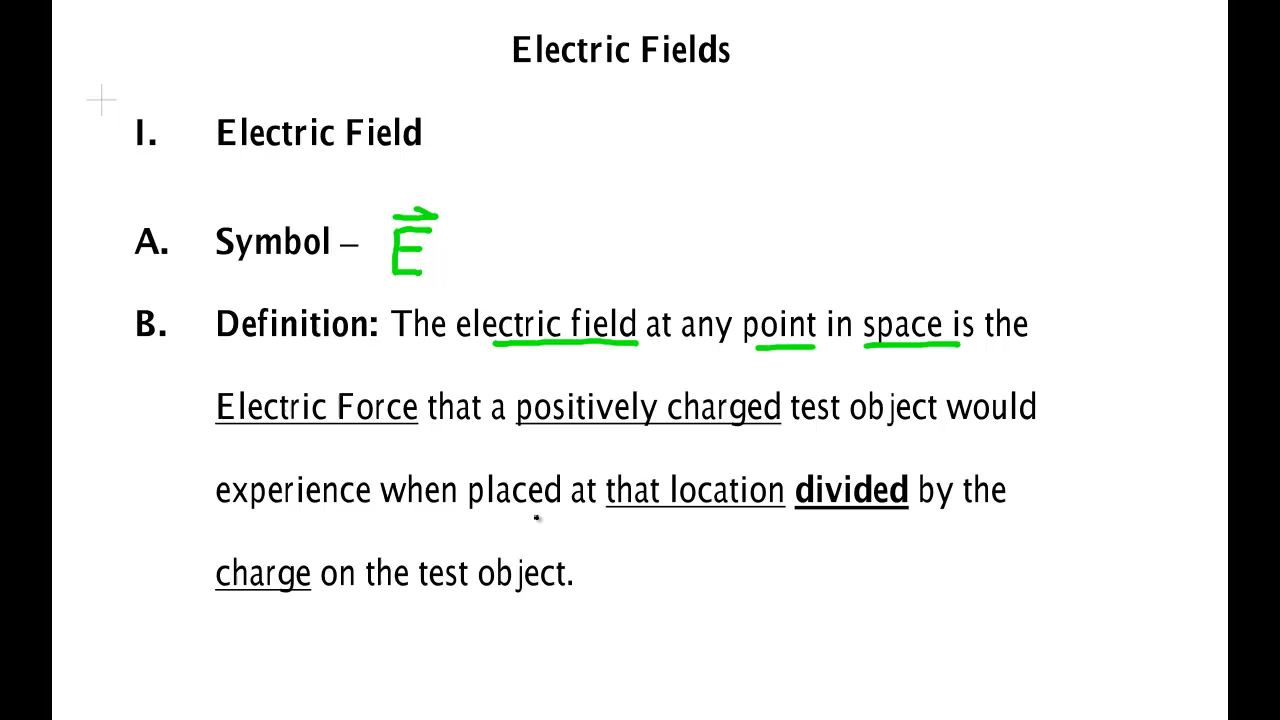 Electric Fields
I. Electric Field
A. Symbol – E
B. Definition: The electric field at any point in space is the
Electric Force that a positively charged test object would
experience when placed at that location divided by the
charge on the test object.